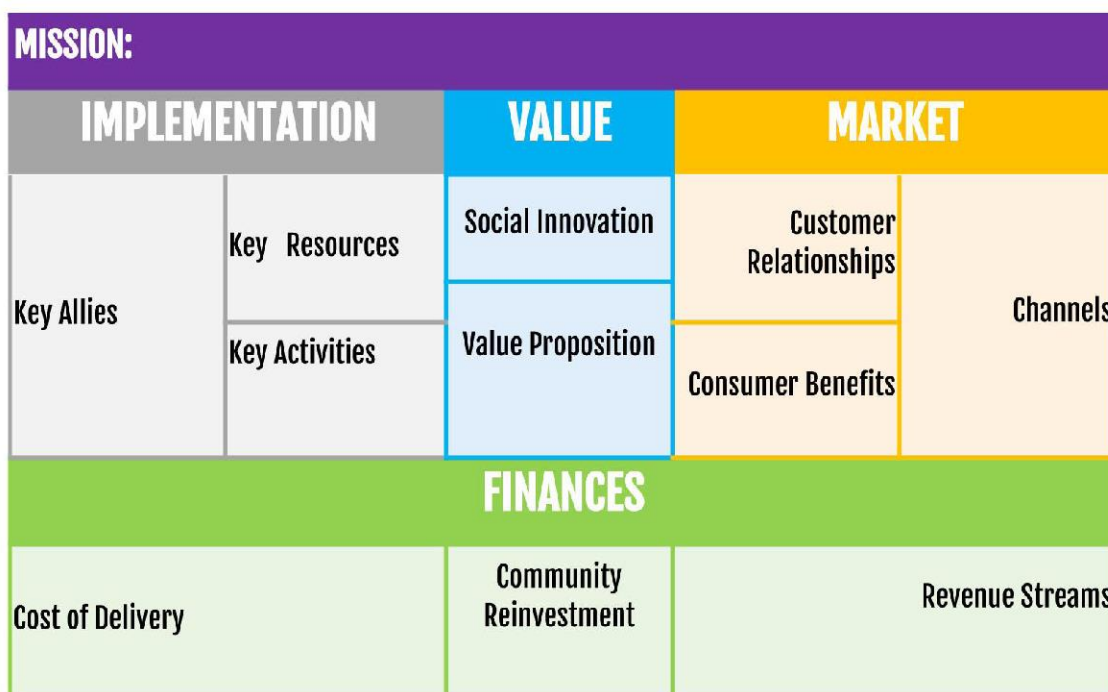 MISSION:
IMPLEMENTATION
VALUE
MARKET
Key Allies
Key Resources
Key Activities
Social Innovation
Value Proposition
Customer
Relationships
Consumer Benefits
Channels
FINANCES
Cost of Delivery
Community
Reinvestment
Revenue Streams